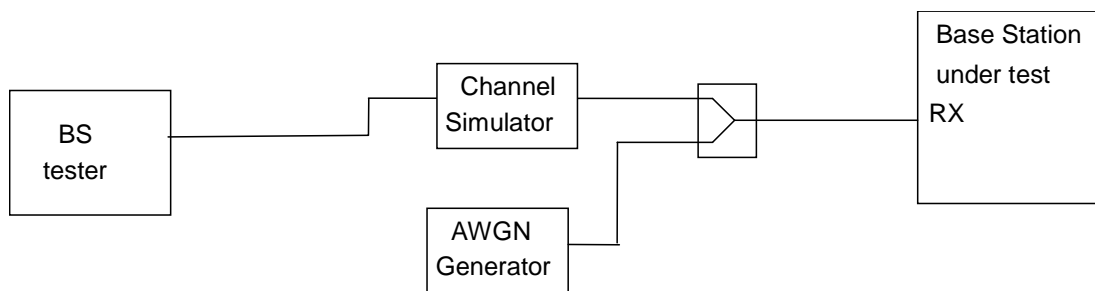 BS
tester
Channel
Simulator
AWGN
Generator
Base Station
under test
RX